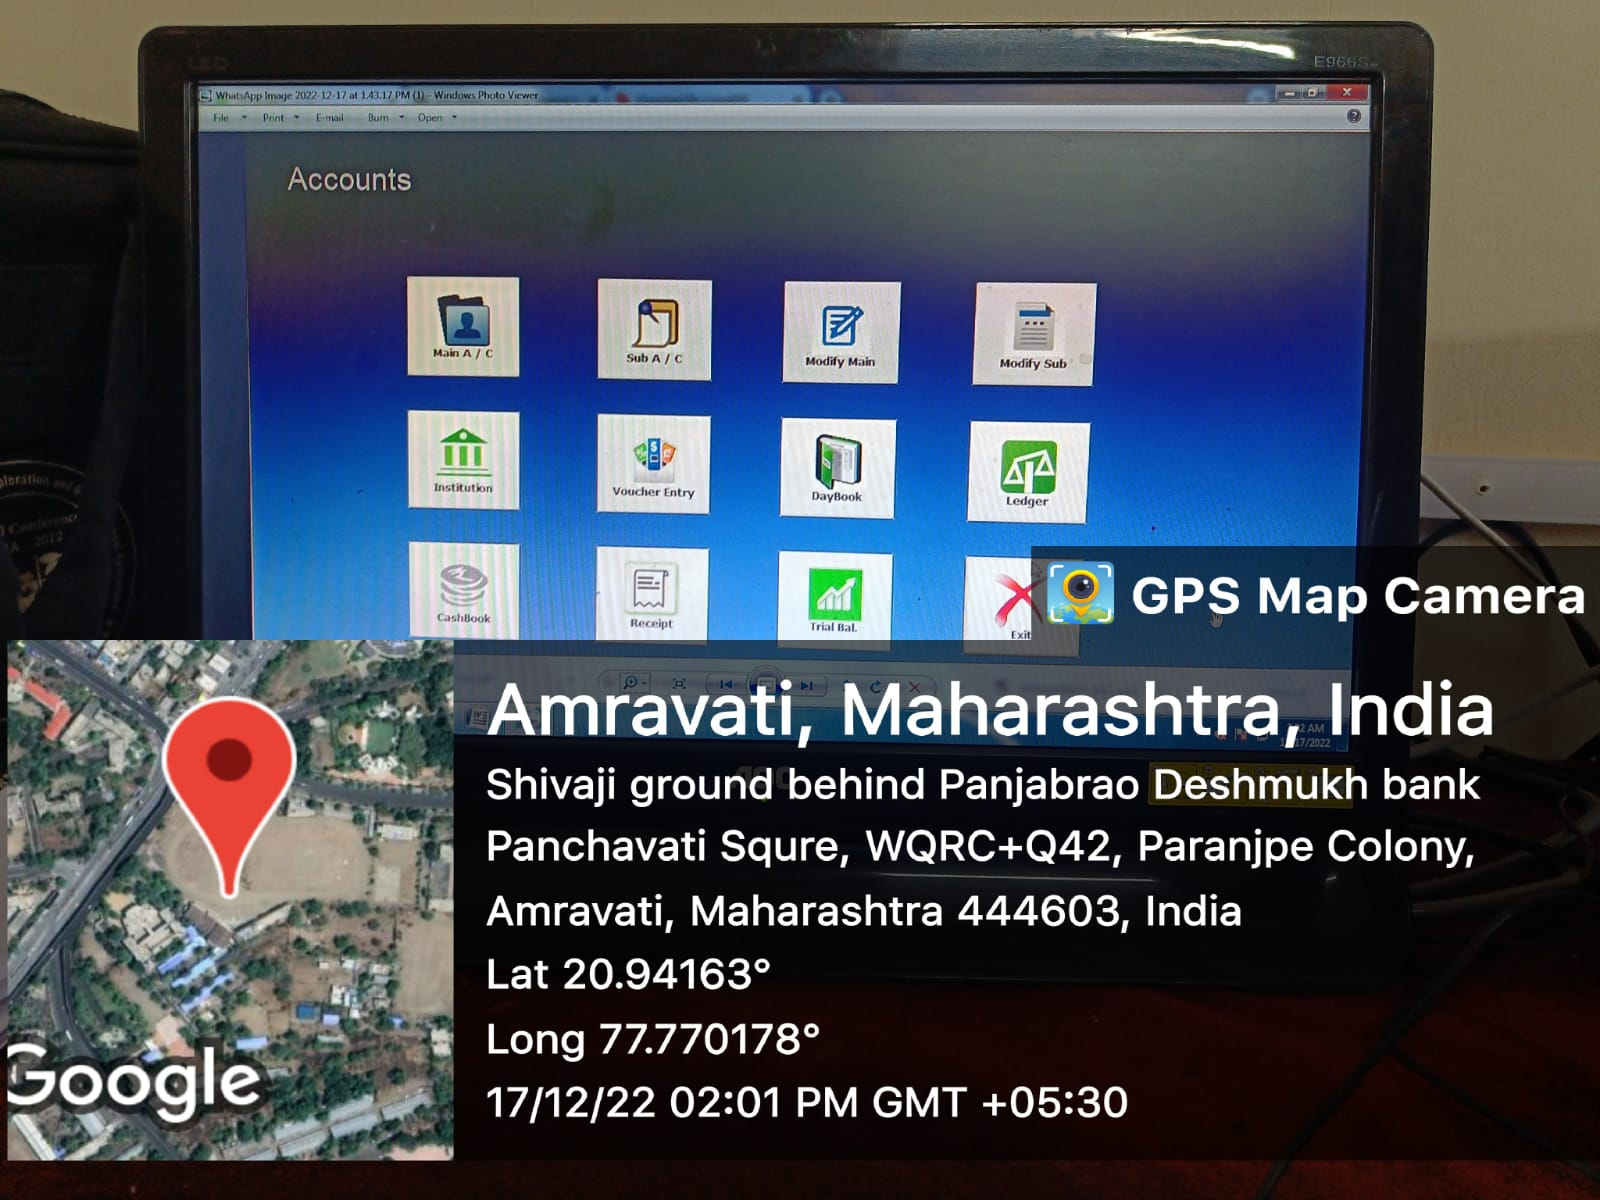 LED
E966S
WhatsApp Image 2022-12-17 at 1.43.17 PM (1) - Windows Photo Viewer
File Print E-mail Burn Open
Accounts
Main A / C
Sub A / C
Modify Main
Modify Sub
Institution
Voucher Entry
DayBook
Ledger
CashBook
Receipt
Trial Bal.
Exit
GPS Map Camera
Amravati, Maharashtra, India
Shivaji ground behind Panjabrao Deshmukh bank
Panchavati Squre, WQRC+Q42, Paranjpe Colony,
Amravati, Maharashtra 444603, India
Lat 20.94163°
Long 77.770178°
17/12/22 02:01 PM GMT +05:30
Google